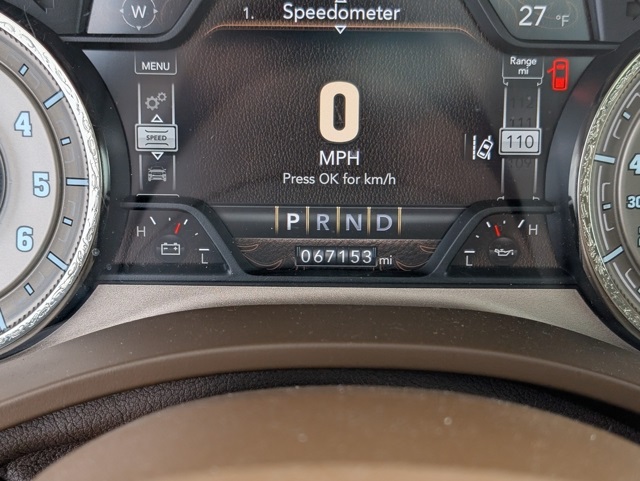 W
1. Speedometer
27 °F
MENU
Range
mi
0
SPEED
110
MPH
Press OK for km/h
4
5
6
P R N D
H
L
067153 mi
L
H